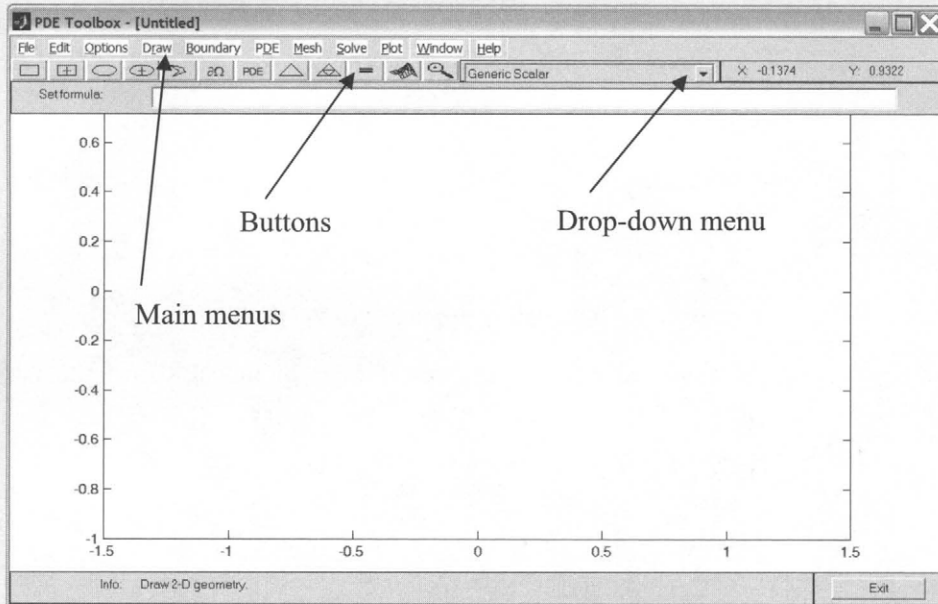 PDE Toolbox - [Untitled]
File Edit Options Draw Boundary PDE Mesh Solve Plot Window Help
∂Ω PDE = Generic Scalar X: -0.1374 Y: 0.9322
Set formula:
0.6
0.4
0.2
0
-0.2
-0.4
-0.6
-0.8
-1
-1.5 -1 -0.5 0 0.5 1 1.5
Buttons
Drop-down menu
Main menus
Info: Draw 2-D geometry. Exit